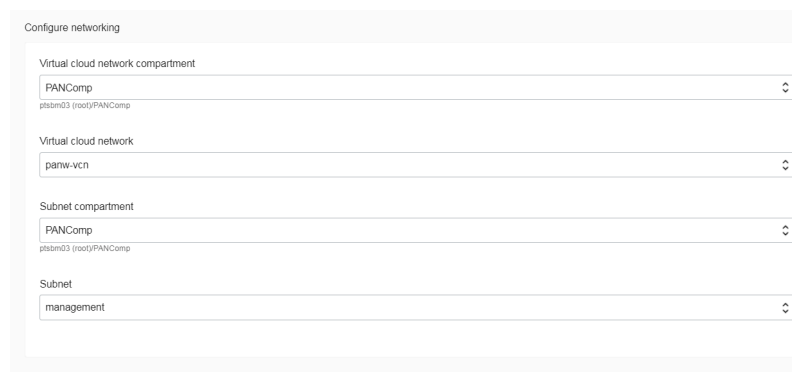 Configure networking
Virtual cloud network compartment
PANComp
ptsbm03 (root)/PANComp
Virtual cloud network
panw-vcn
Subnet compartment
PANComp
ptsbm03 (root)/PANComp
Subnet
management